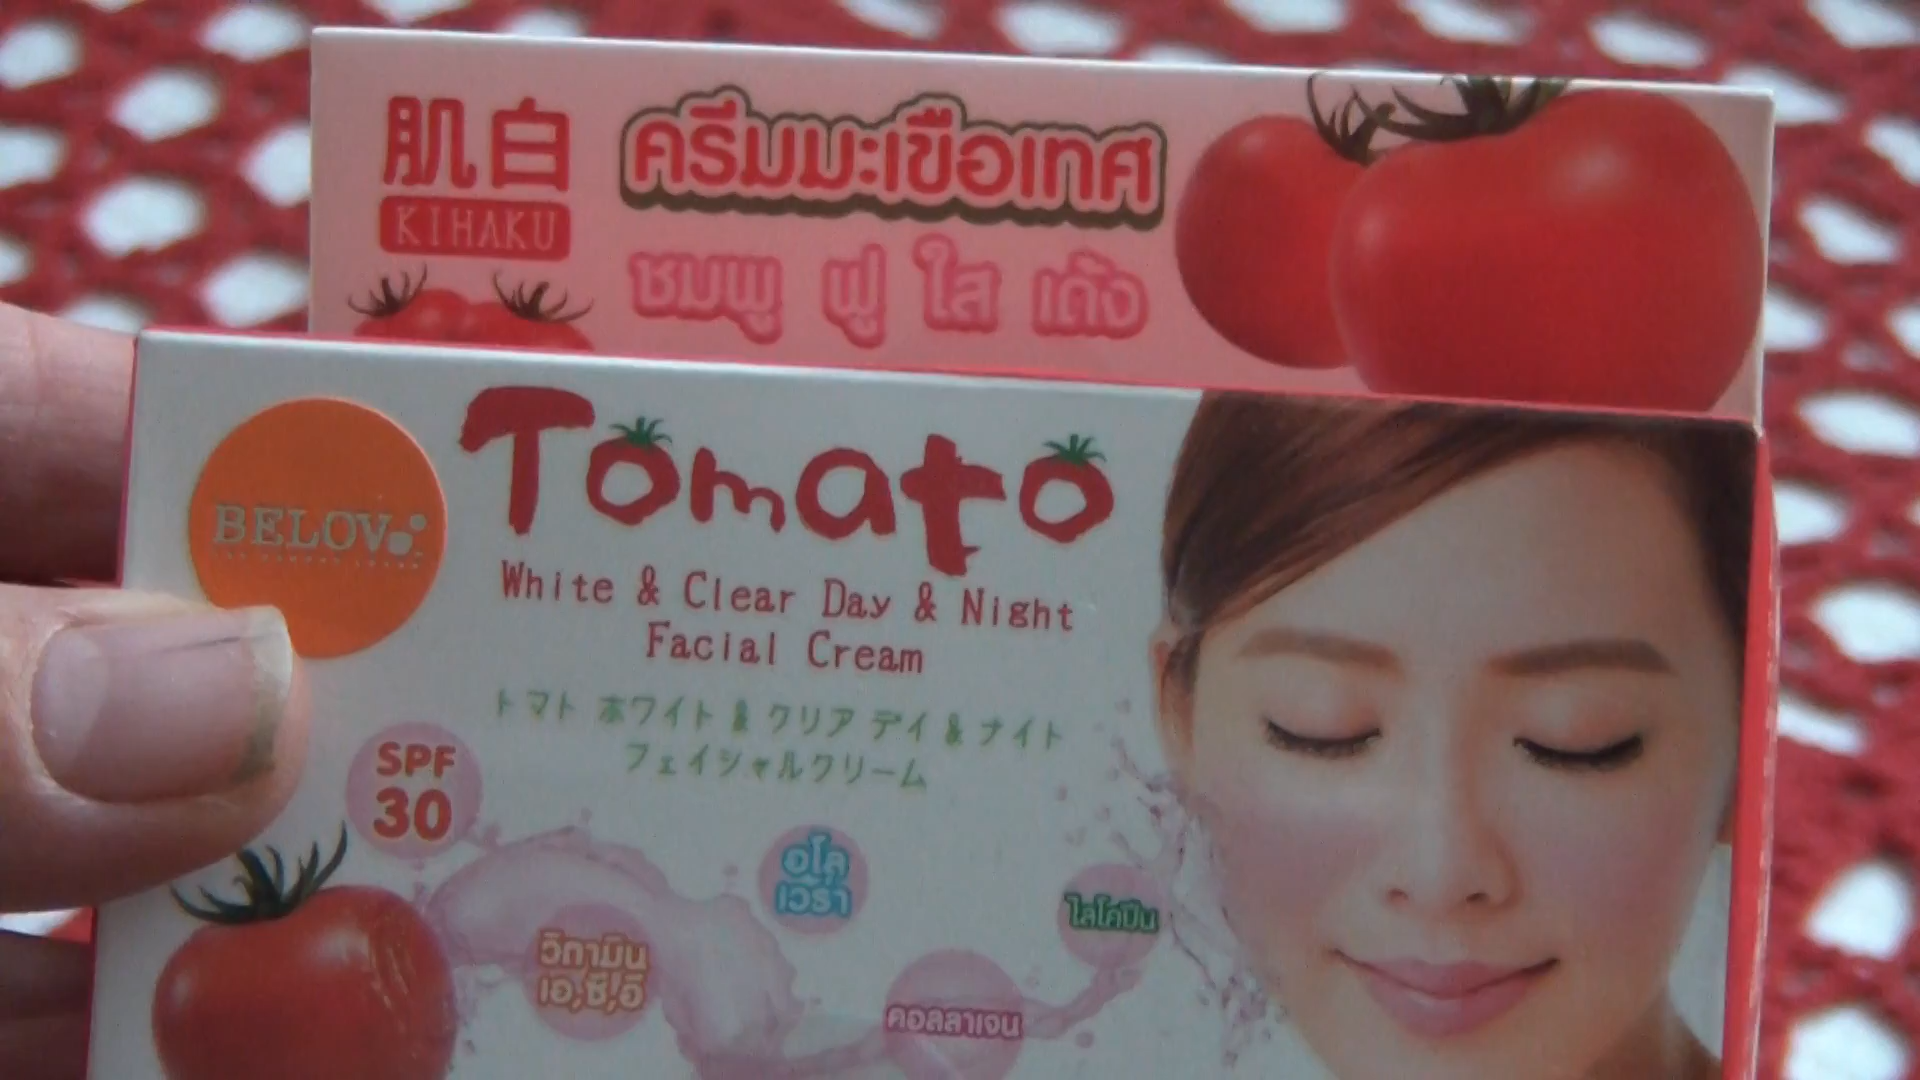 肌白
KIHAKU
ครีมมะเขือเทศ
ชมพู ฟู ใส เด้ง
BELOV
Tomato
White & Clear Day & Night
Facial Cream
トマト ホワイト & クリア デイ & ナイト
フェイシャルクリーム
SPF
30
อโล
เวร่า
ไลโคปีน
วิตามิน
เอ,ซี,อี
คอลลาเจน